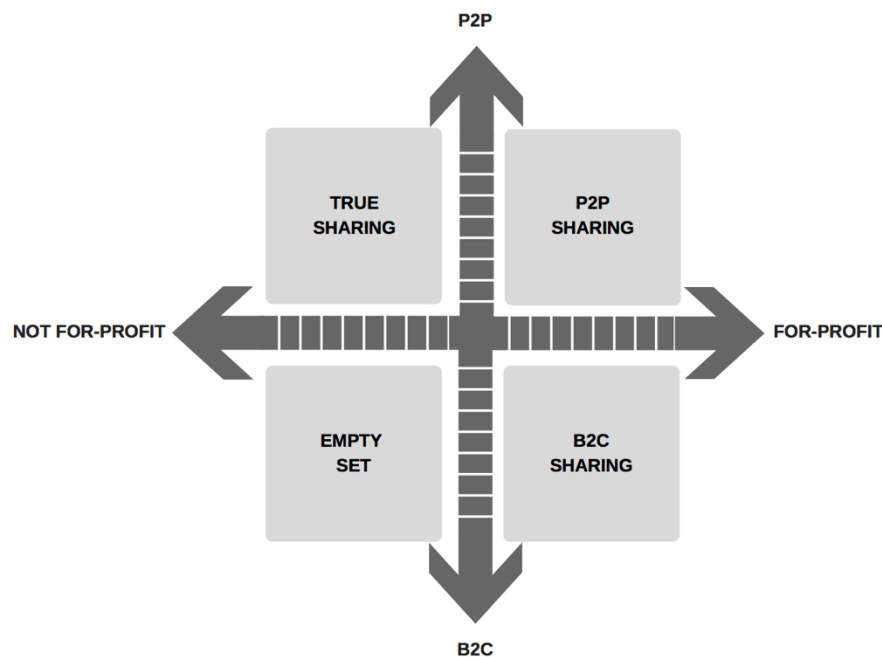 P2P
TRUE
SHARING
P2P
SHARING
NOT FOR-PROFIT
FOR-PROFIT
EMPTY
SET
B2C
SHARING
B2C